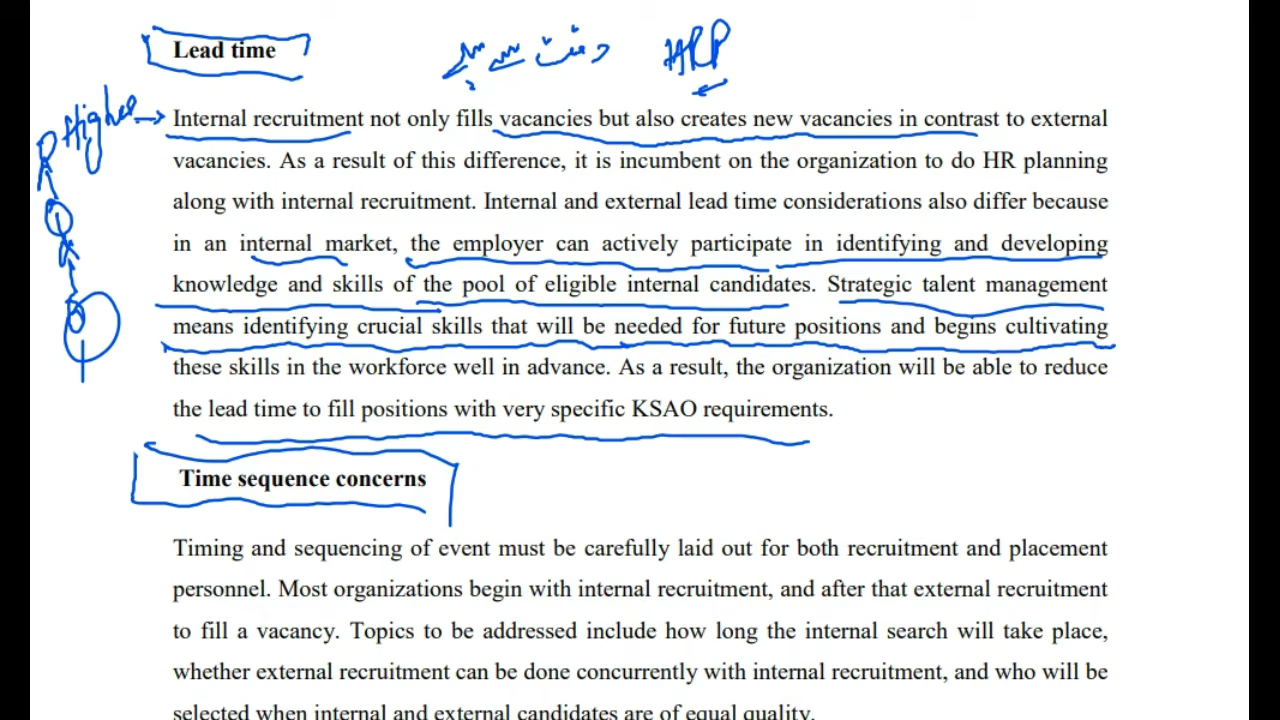 Lead time
HRP
Higher
Internal recruitment not only fills vacancies but also creates new vacancies in contrast to external
vacancies. As a result of this difference, it is incumbent on the organization to do HR planning
along with internal recruitment. Internal and external lead time considerations also differ because
in an internal market, the employer can actively participate in identifying and developing
knowledge and skills of the pool of eligible internal candidates. Strategic talent management
means identifying crucial skills that will be needed for future positions and begins cultivating
these skills in the workforce well in advance. As a result, the organization will be able to reduce
the lead time to fill positions with very specific KSAO requirements.
Time sequence concerns
Timing and sequencing of event must be carefully laid out for both recruitment and placement
personnel. Most organizations begin with internal recruitment, and after that external recruitment
to fill a vacancy. Topics to be addressed include how long the internal search will take place,
whether external recruitment can be done concurrently with internal recruitment, and who will be
selected when internal and external candidates are of equal quality.